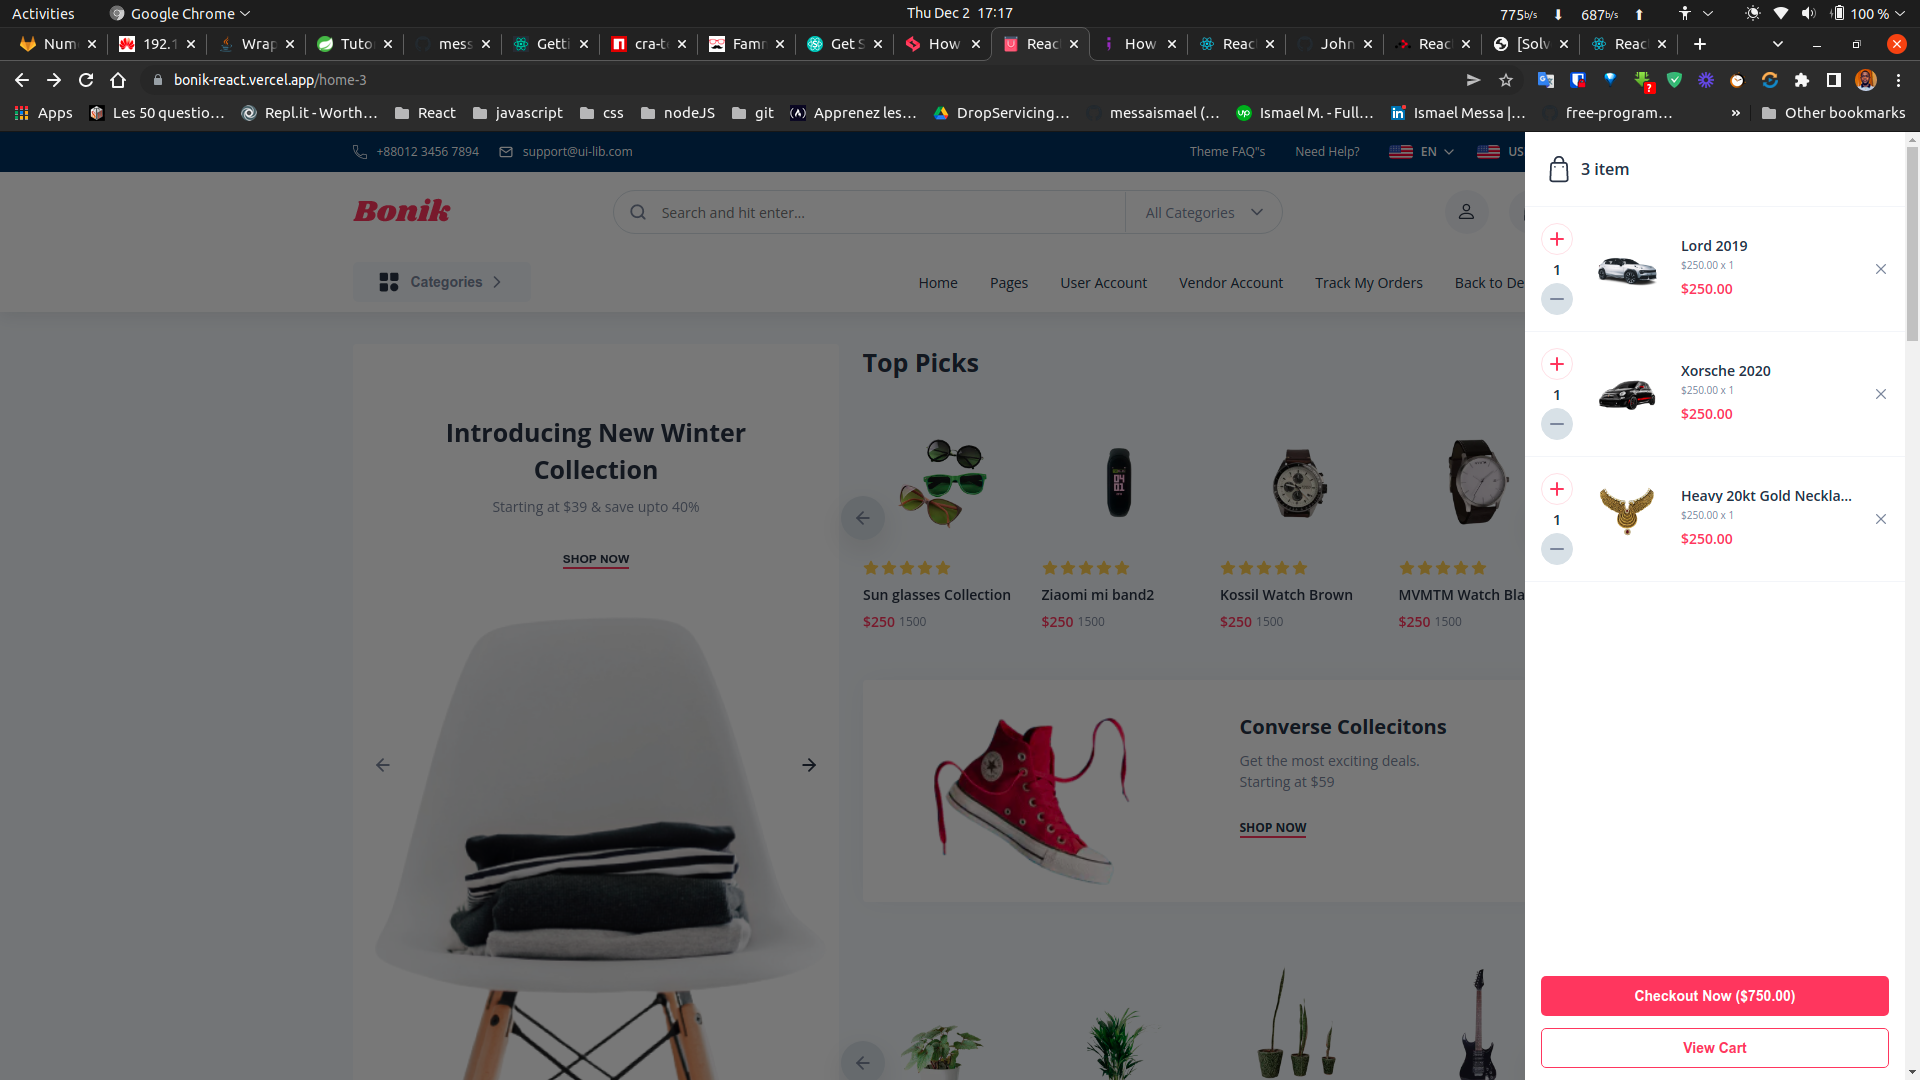 Activities
Google Chrome
Thu Dec 2 17:17
775b/s
687b/s
100 %
Num
192.1
Wrap
Tuto
mess
Getti
cra-t
Famr
Get S
How
Reac
How
Reac
John
Reac
[Solv
Reac
bonik-react.vercel.app/home-3
Apps
Les 50 questio...
Repl.it - Worth...
React
javascript
css
nodeJS
git
Apprenez les...
DropServicing...
messaismael (...
Ismael M. - Full...
Ismael Messa |...
free-program...
»
Other bookmarks
+88012 3456 7894
support@ui-lib.com
Theme FAQ"s
Need Help?
EN
US
Bonik
Search and hit enter...
All Categories
Categories
Home
Pages
User Account
Vendor Account
Track My Orders
Back to De
Introducing New Winter
Collection
Starting at $39 & save upto 40%
SHOP NOW
Top Picks
04
01
Sun glasses Collection
$250 1500
Ziaomi mi band2
$250 1500
Kossil Watch Brown
$250 1500
MVMTM Watch Bla
$250 1500
Converse Collecitons
Get the most exciting deals.
Starting at $59
SHOP NOW
3 item
1
Lord 2019
$250.00 x 1
$250.00
1
Xorsche 2020
$250.00 x 1
$250.00
1
Heavy 20kt Gold Neckla...
$250.00 x 1
$250.00
Checkout Now ($750.00)
View Cart